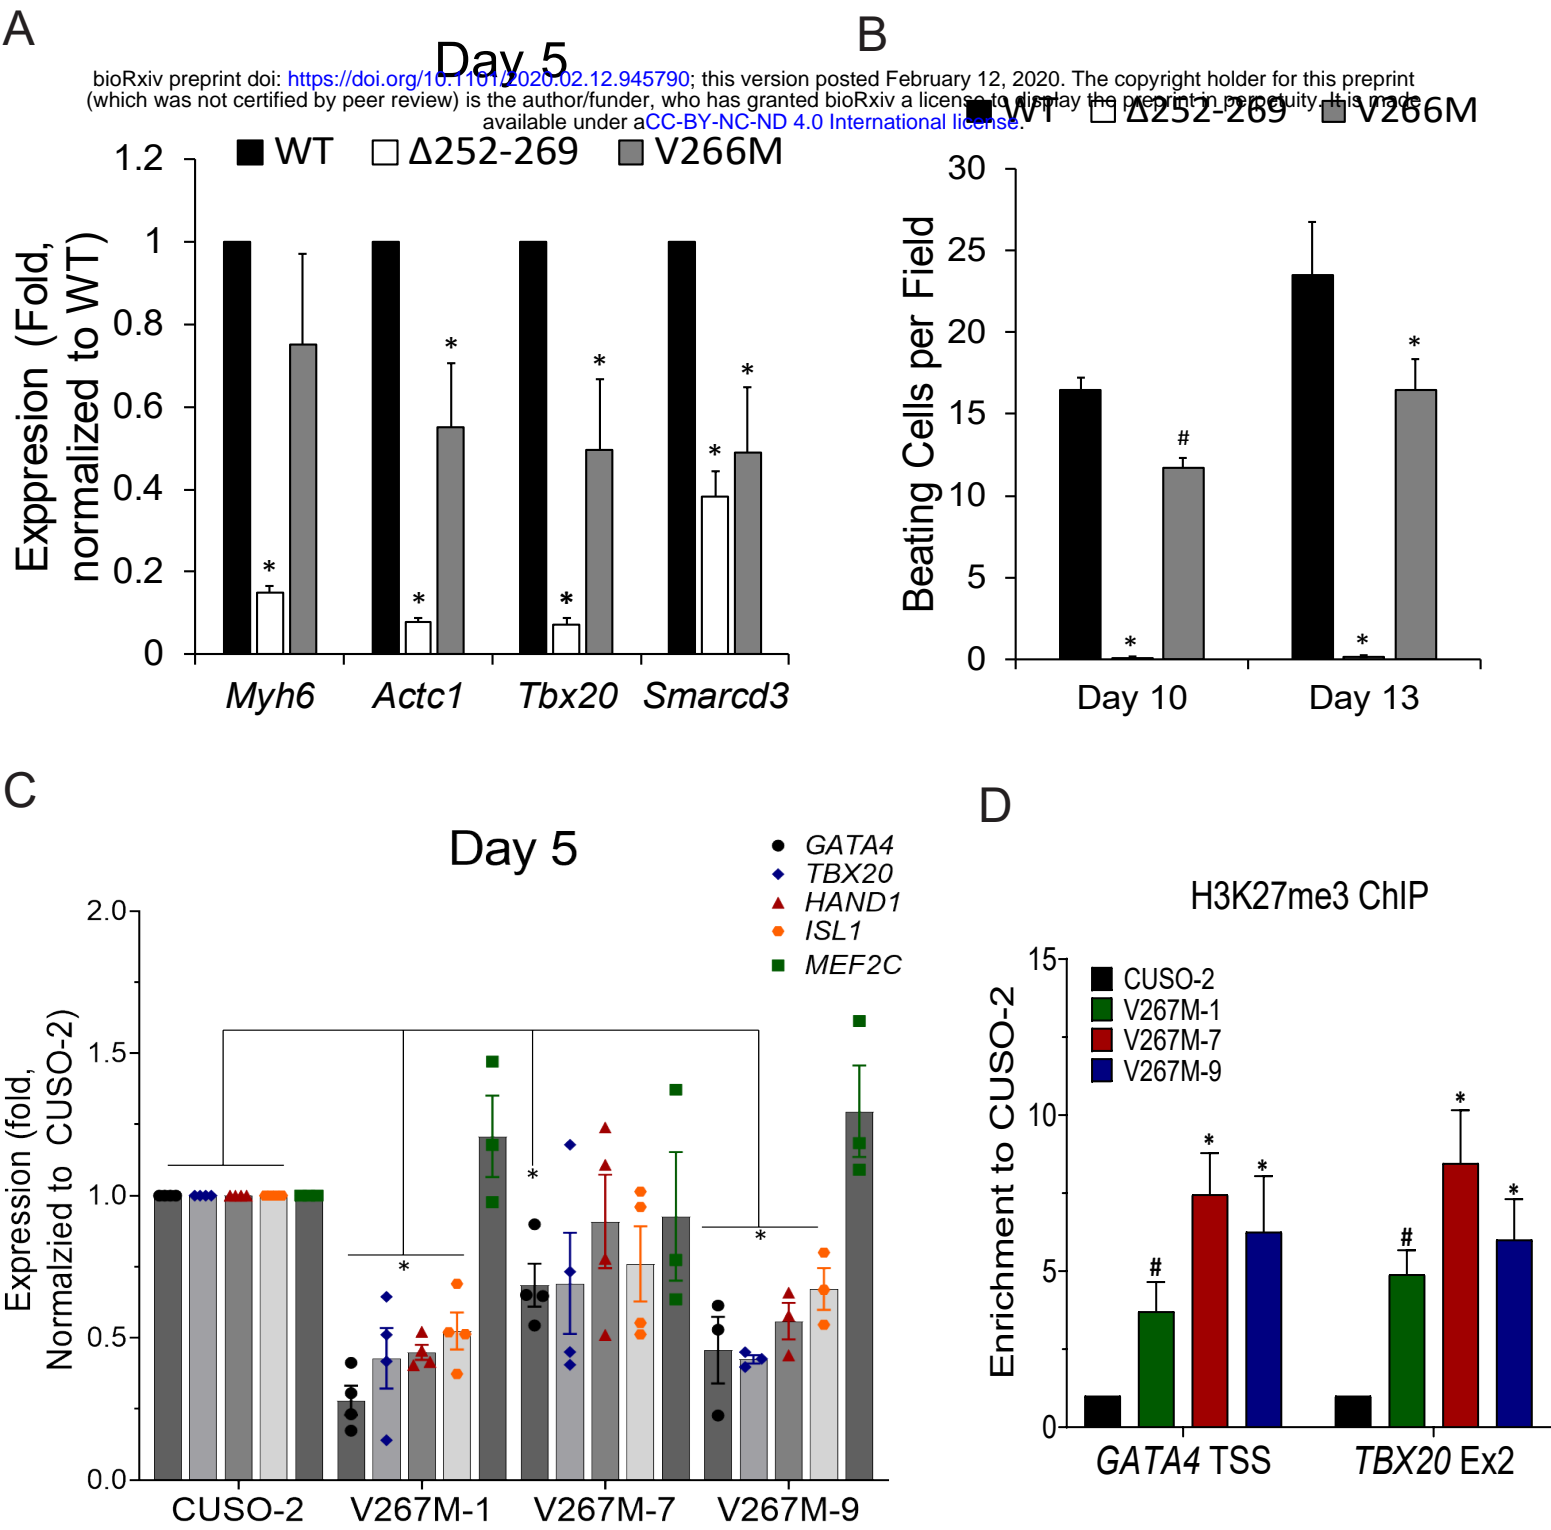 A
B
Day 5
bioRxiv preprint doi: https://doi.org/10.1101/2020.02.12.945790; this version posted February 12, 2020. The copyright holder for this preprint
(which was not certified by peer review) is the author/funder, who has granted bioRxiv a license to display the preprint in perpetuity. It is made
available under aCC-BY-NC-ND 4.0 International license.
WT Δ252-269 V266M
WT Δ252-269 V266M
Exppresion (Fold,
normalized to WT)
1.2
1
0.8
0.6
0.4
0.2
0
* * * * * * *
Myh6 Actc1 Tbx20 Smarcd3
Beating Cells per Field
30
25
20
15
10
5
0
* # * *
Day 10 Day 13
C
Day 5
GATA4
TBX20
HAND1
ISL1
MEF2C
Expression (fold,
Normalzied to CUSO-2)
2.0
1.5
1.0
0.5
0.0
* * *
CUSO-2 V267M-1 V267M-7 V267M-9
D
H3K27me3 ChIP
Enrichment to CUSO-2
15
10
5
0
CUSO-2
V267M-1
V267M-7
V267M-9
# * * # * *
GATA4 TSS TBX20 Ex2